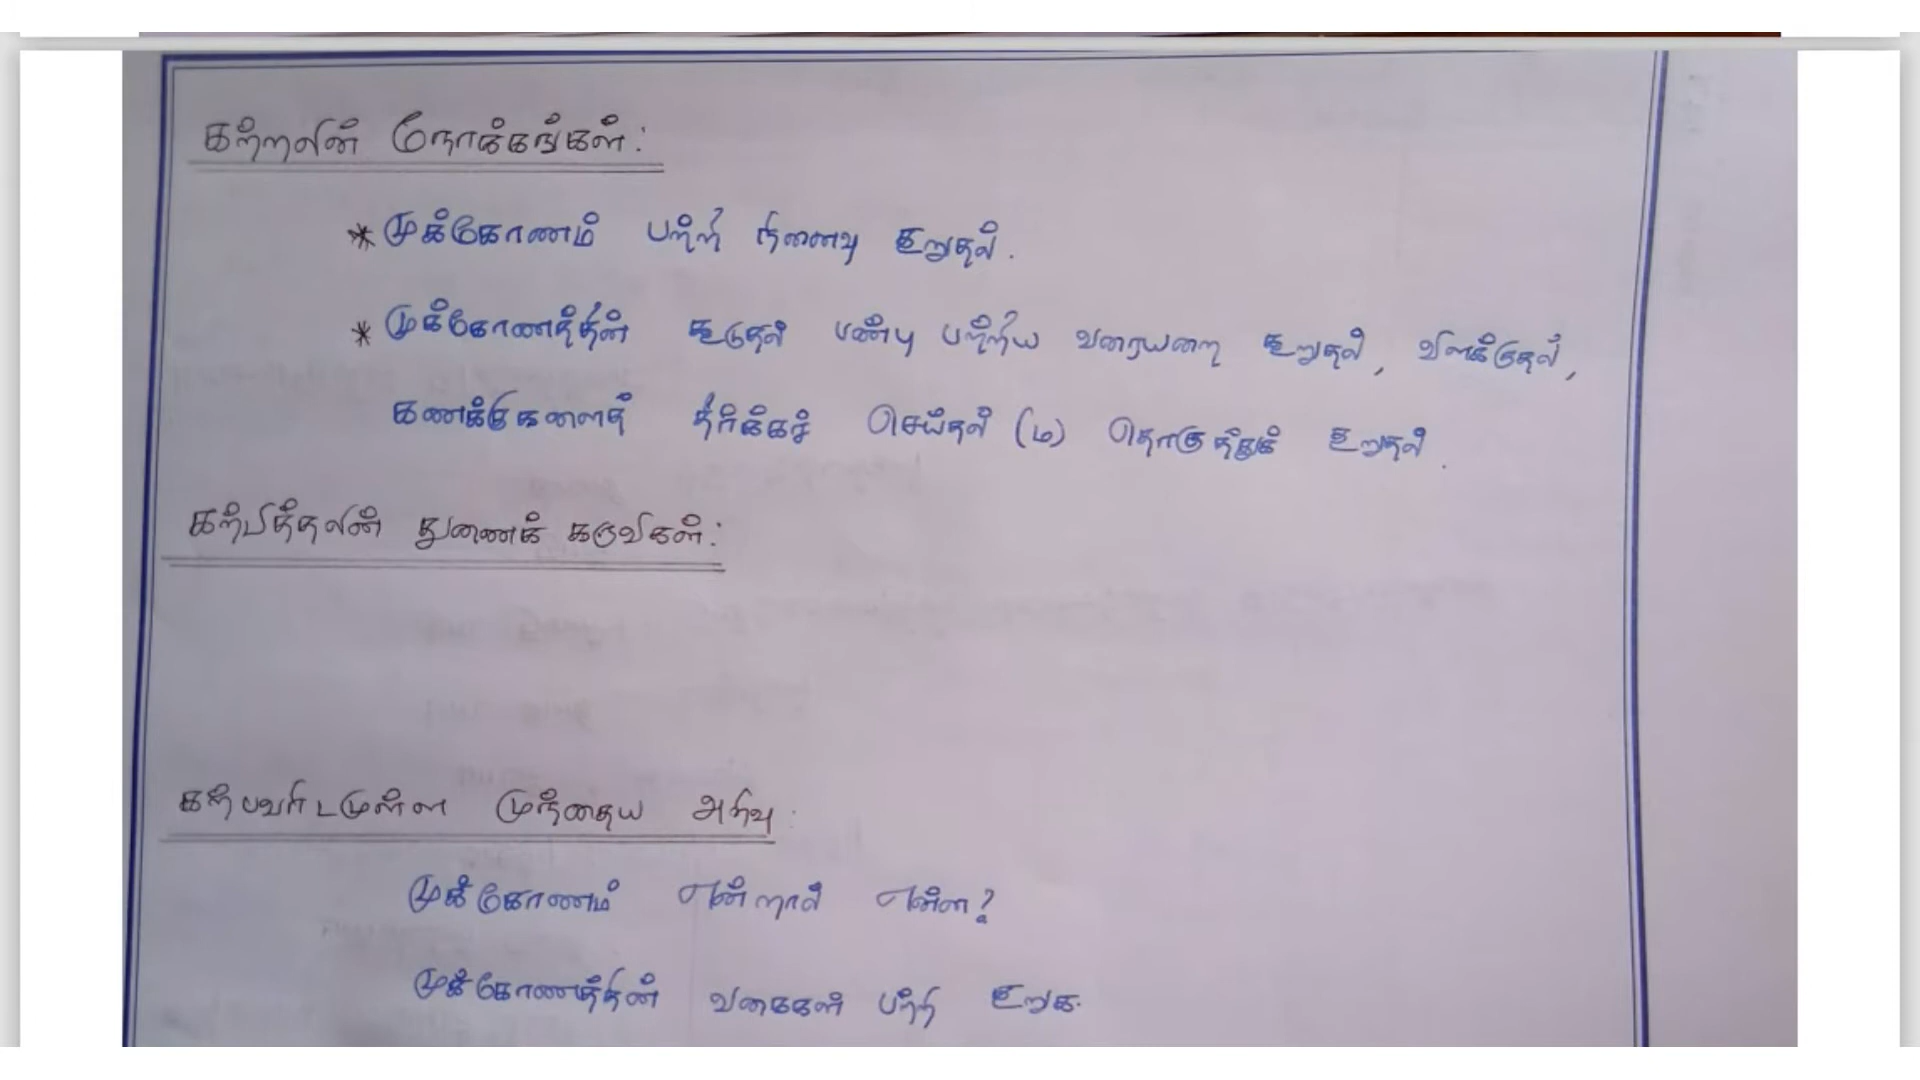 கற்றலின் நோக்கங்கள்:
* முக்கோணம் பற்றி நினைவு கூறுதல்.
* முக்கோணத்தின் கூடுதல் பண்பு பற்றிய வரையறை கூறுதல், விளக்குதல்,
கணக்குகளைத் தீர்க்கச் செய்தல் (ம) தொகுத்துக் கூறுதல்.
கற்பித்தலின் துணைக் கருவிகள்:
கற்பவரிடமுள்ள முந்தைய அறிவு:
முக்கோணம் என்றால் என்ன?
முக்கோணத்தின் வகைகள் பற்றி கூறுக.